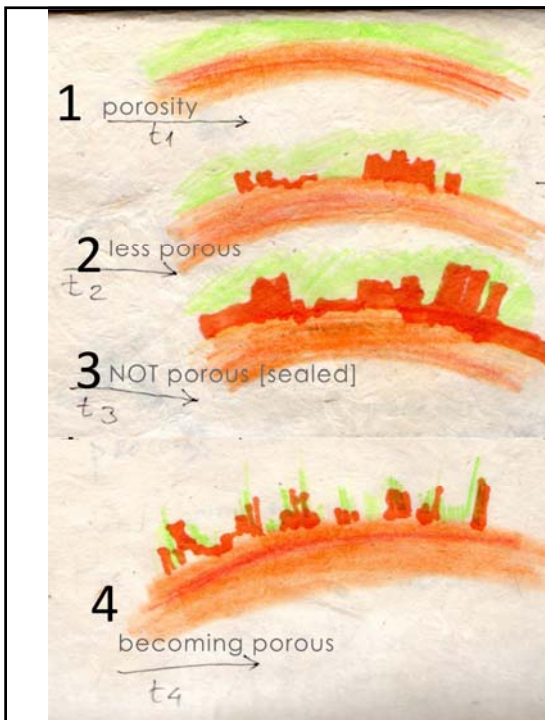 1 porosity
t1
2 less porous
t2
3 NOT porous [sealed]
t3
4
becoming porous
t4